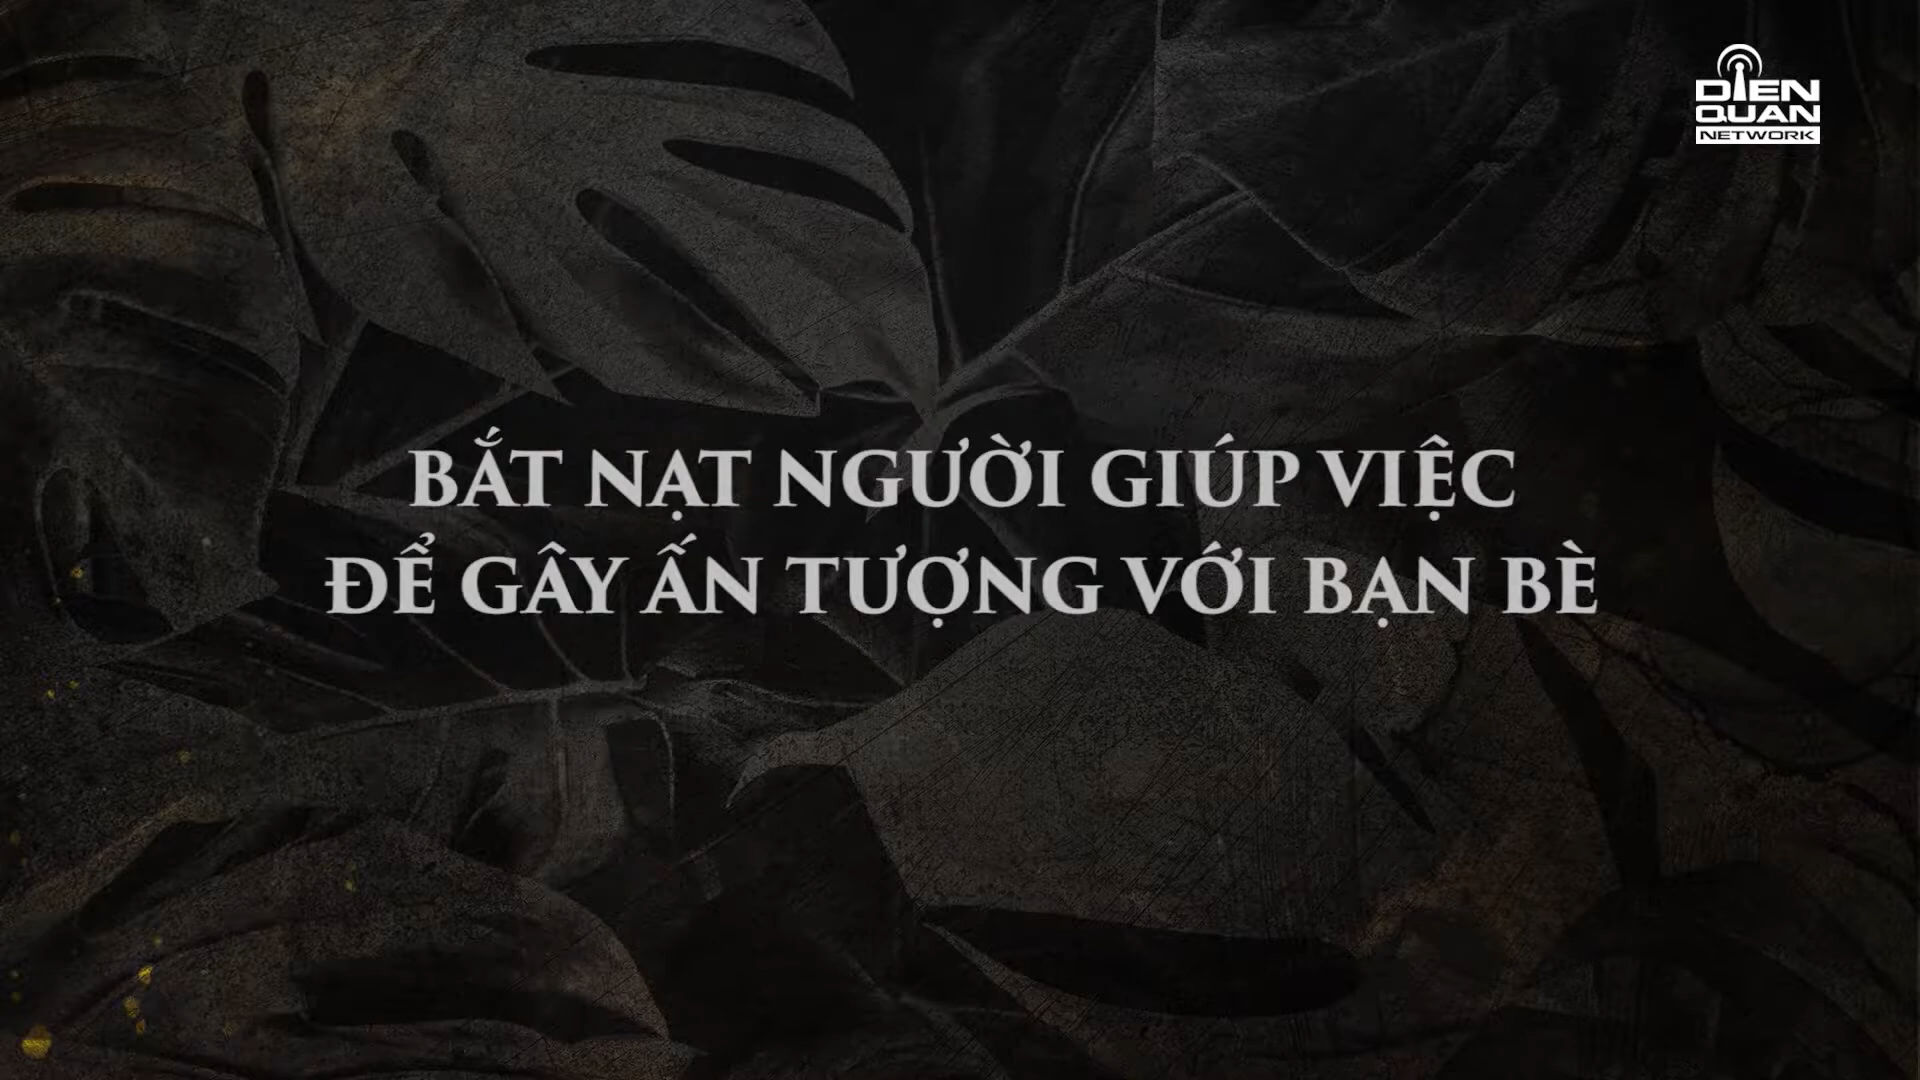 DIEN
QUAN
NETWORK
BẮT NẠT NGƯỜI GIÚP VIỆC
ĐỂ GÂY ẤN TƯỢNG VỚI BẠN BÈ